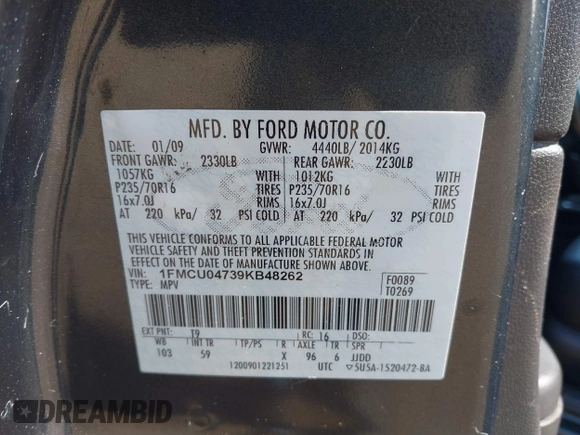 MFD. BY FORD MOTOR CO.
DATE: 01/09 GVWR: 4440LB/ 2014KG
FRONT GAWR: 2330LB REAR GAWR: 2230LB
1057KG WITH 1012KG WITH
P235/70R16 TIRES P235/70R16 TIRES
16x7.0J RIMS 16x7.0J RIMS
AT 220 kPa/ 32 PSI COLD AT 220 kPa/ 32 PSI COLD
THIS VEHICLE CONFORMS TO ALL APPLICABLE FEDERAL MOTOR
VEHICLE SAFETY AND THEFT PREVENTION STANDARDS IN
EFFECT ON THE DATE OF MANUFACTURE SHOWN ABOVE.
VIN: 1FMCU04739KB48262 F0089
TYPE: MPV T0269
EXT PNT: T9 RC: 16 DSO:
WB INT TR TP/PS R AXLE TR SPR
103 59 X 96 6 JJDD
1200901221251 UTC ▽5U5A-1520472-BA
DREAMBID